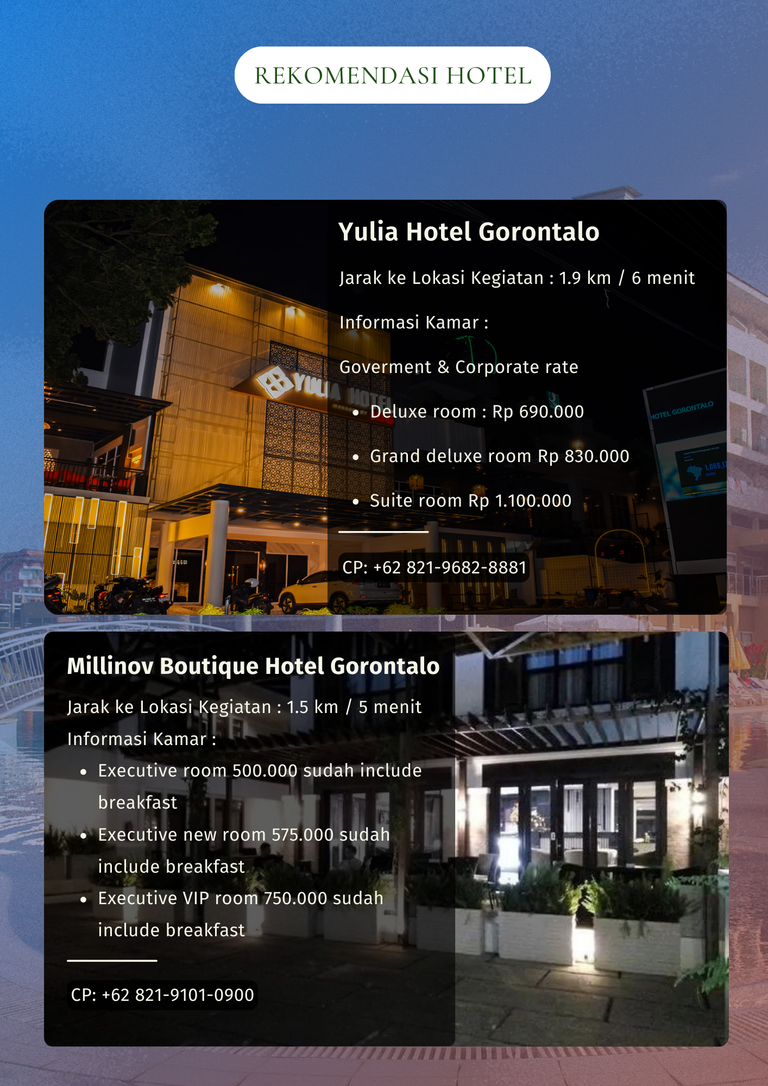 REKOMENDASI HOTEL
Yulia Hotel Gorontalo
Jarak ke Lokasi Kegiatan : 1.9 km / 6 menit
Informasi Kamar :
Goverment & Corporate rate
• Deluxe room : Rp 690.000
• Grand deluxe room Rp 830.000
• Suite room Rp 1.100.000
CP: +62 821-9682-8881
YULIA HOTEL
HOTEL GORONTALO
Millinov Boutique Hotel Gorontalo
Jarak ke Lokasi Kegiatan : 1.5 km / 5 menit
Informasi Kamar :
• Executive room 500.000 sudah include
breakfast
• Executive new room 575.000 sudah
include breakfast
• Executive VIP room 750.000 sudah
include breakfast
CP: +62 821-9101-0900